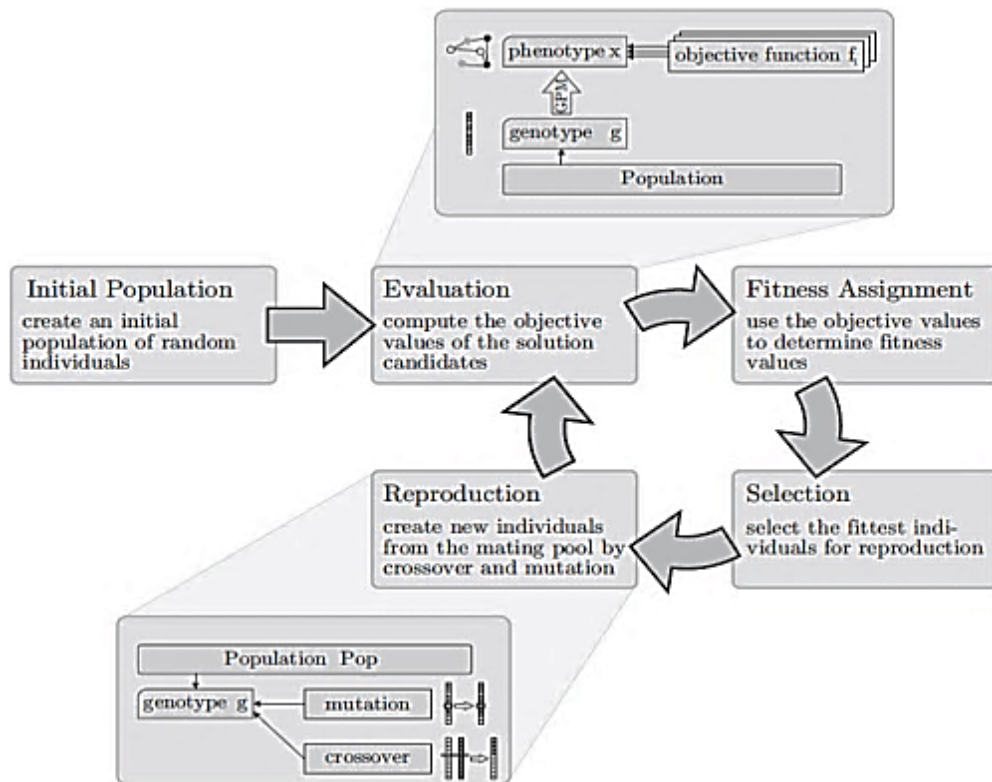 phenotype x
objective function fᵢ
GPM
genotype g
Population
Initial Population
create an initial
population of random
individuals
Evaluation
compute the objective
values of the solution
candidates
Fitness Assignment
use the objective values
to determine fitness
values
Reproduction
create new individuals
from the mating pool by
crossover and mutation
Selection
select the fittest indi-
viduals for reproduction
Population Pop
genotype g
mutation
crossover